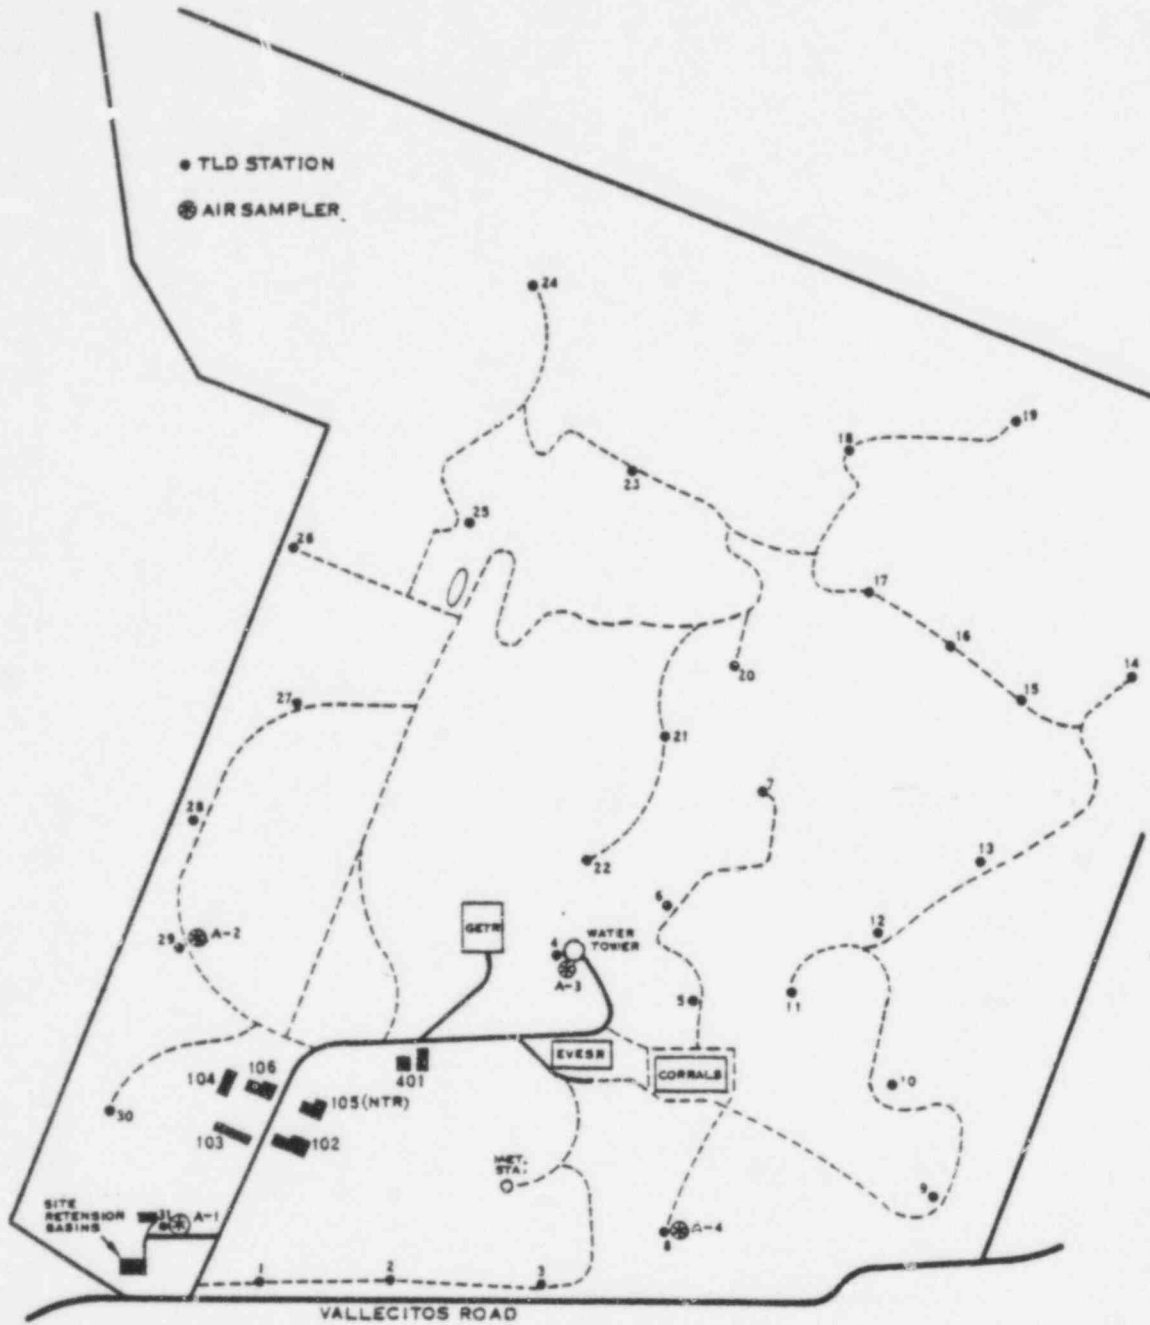 TLD STATION
AIR SAMPLER
24
19
18
23
25
26
17
16
14
20
15
27
21
7
28
13
22
6
12
GETR
WATER
TOWER
4
A-2
29
A-3
5
11
EVESR
CORRALS
106
104
401
10
105(NTR)
30
103
102
MET.
STA.
9
SITE
RETENSION
BASINS
31
A-1
A-4
8
1
2
3
VALLECITOS ROAD